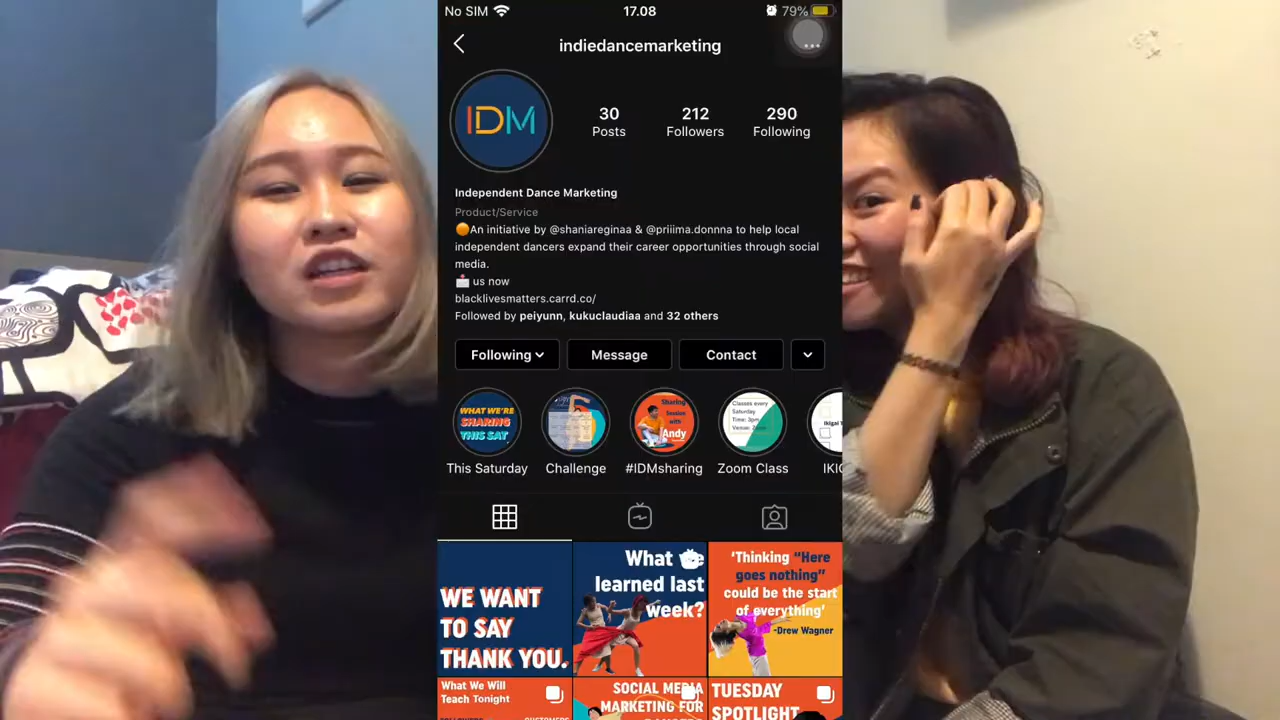 No SIM
17.08
79%
indiedancemarketing
IDM
30
Posts
212
Followers
290
Following
Independent Dance Marketing
Product/Service
An initiative by @shaniareginaa & @priiima.donnna to help local
independent dancers expand their career opportunities through social
media.
us now
blacklivesmatters.carrd.co/
Followed by peiyunn, kukuclaudiaa and 32 others
Following
Message
Contact
WHAT WE'RE
SHARING
THIS SAT
Sharing
Session
with
Andy
Classes every
Saturday
Time: 3pm
This Saturday
Challenge
#IDMsharing
Zoom Class
WE WANT
TO SAY
THANK YOU.
What we
learned last
week?
'Thinking "Here
goes nothing"
could be the start
of everything'
-Drew Wagner
What We Will
Teach Tonight
SOCIAL MEDIA
MARKETING FOR
TUESDAY
SPOTLIGHT